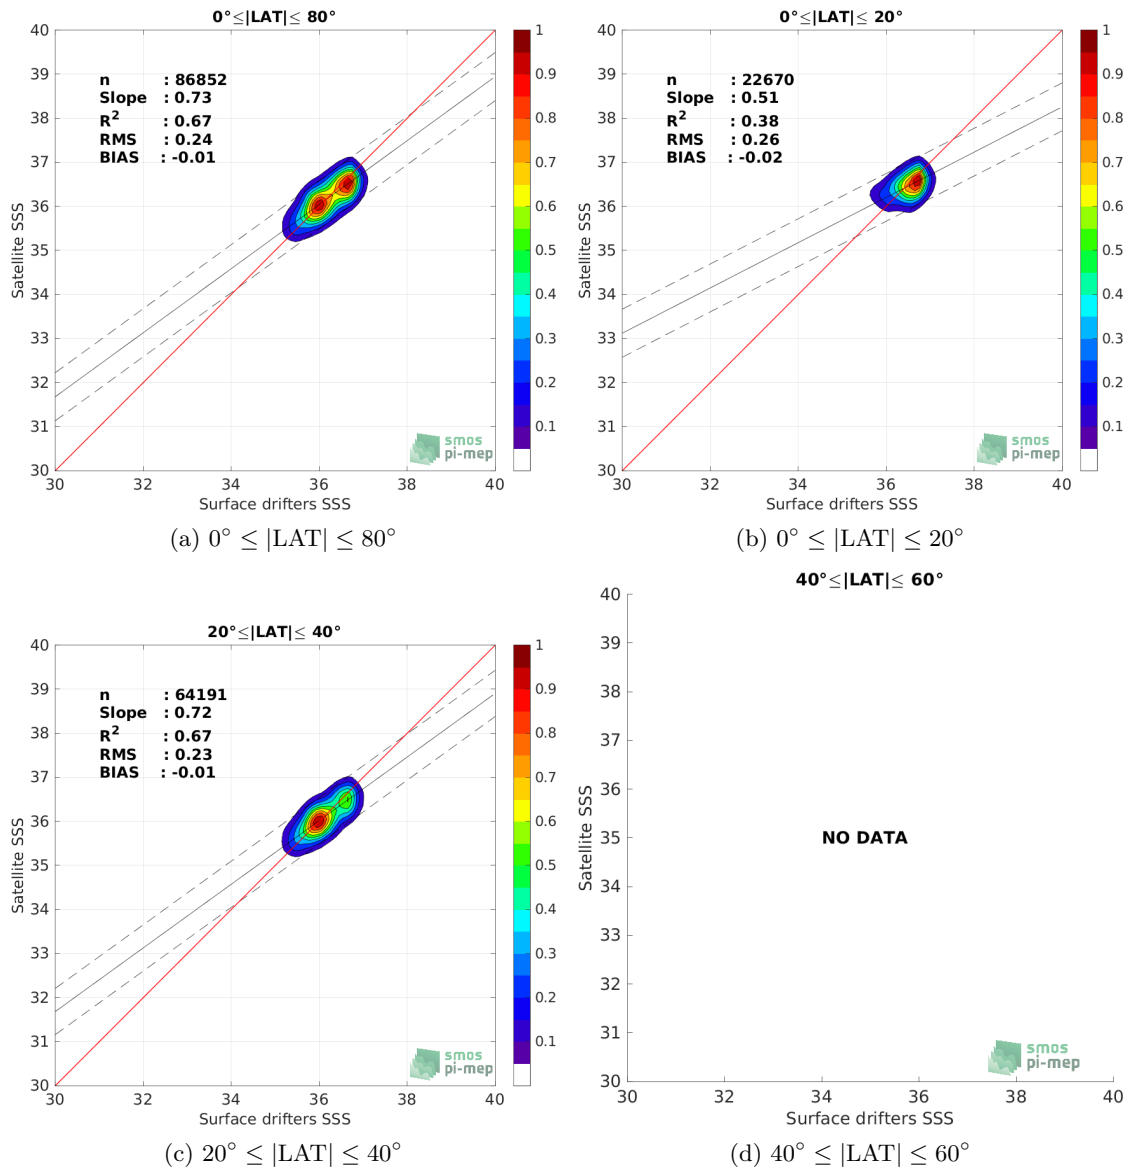 0°≤|LAT|≤ 80°
40
39
38
37
36
35
34
33
32
31
30
Satellite SSS
n : 86852
Slope : 0.73
R² : 0.67
RMS : 0.24
BIAS : -0.01
smos
pi-mep
30 32 34 36 38 40
Surface drifters SSS
1
0.9
0.8
0.7
0.6
0.5
0.4
0.3
0.2
0.1
(a) 0° ≤ |LAT| ≤ 80°
0°≤|LAT|≤ 20°
40
39
38
37
36
35
34
33
32
31
30
Satellite SSS
n : 22670
Slope : 0.51
R² : 0.38
RMS : 0.26
BIAS : -0.02
smos
pi-mep
30 32 34 36 38 40
Surface drifters SSS
1
0.9
0.8
0.7
0.6
0.5
0.4
0.3
0.2
0.1
(b) 0° ≤ |LAT| ≤ 20°
20°≤|LAT|≤ 40°
40
39
38
37
36
35
34
33
32
31
30
Satellite SSS
n : 64191
Slope : 0.72
R² : 0.67
RMS : 0.23
BIAS : -0.01
smos
pi-mep
30 32 34 36 38 40
Surface drifters SSS
1
0.9
0.8
0.7
0.6
0.5
0.4
0.3
0.2
0.1
(c) 20° ≤ |LAT| ≤ 40°
40°≤|LAT|≤ 60°
40
39
38
37
36
35
34
33
32
31
30
Satellite SSS
NO DATA
smos
pi-mep
30 32 34 36 38 40
Surface drifters SSS
(d) 40° ≤ |LAT| ≤ 60°